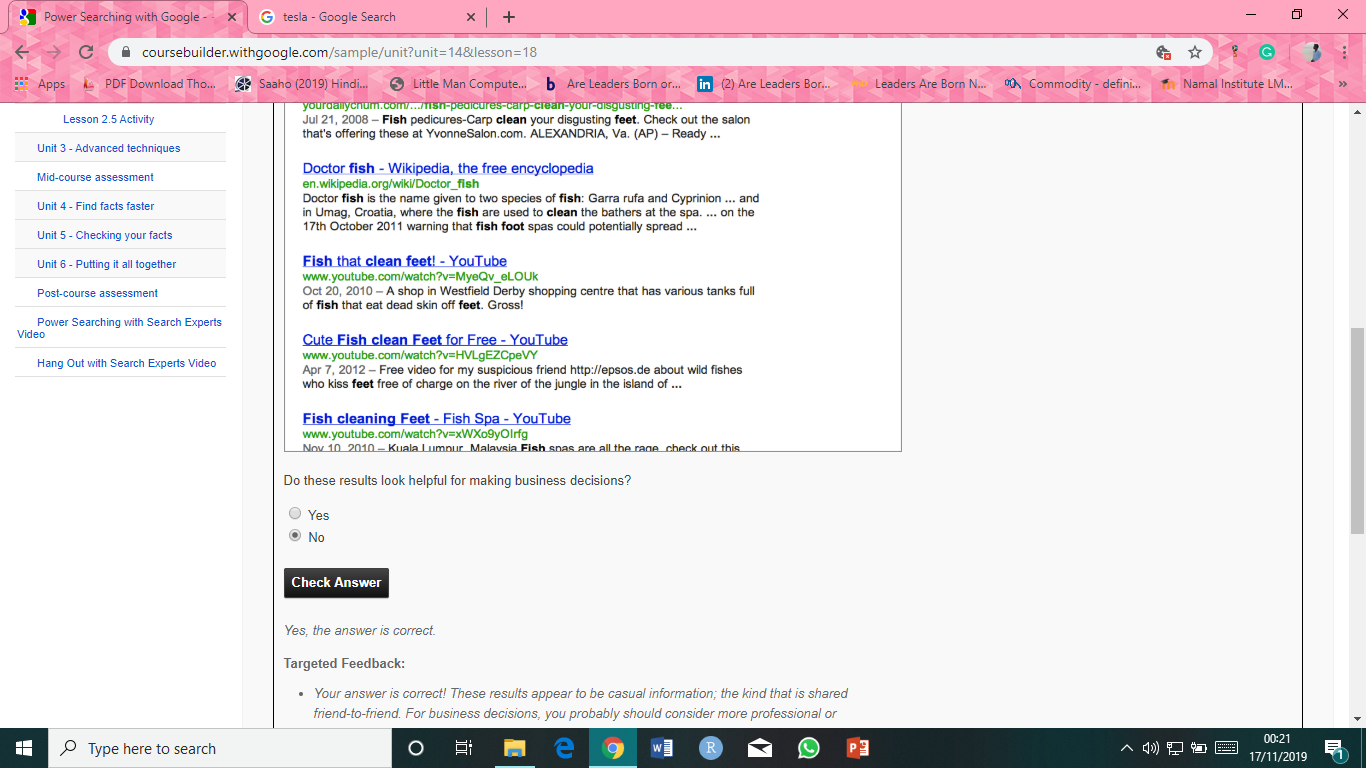 Power Searching with Google -
tesla - Google Search
coursebuilder.withgoogle.com/sample/unit?unit=14&lesson=18
Apps
PDF Download Tho...
Saaho (2019) Hindi...
Little Man Compute...
Are Leaders Born or...
(2) Are Leaders Bor...
Leaders Are Born N...
Commodity - defini...
Namal Institute LM...
»
Lesson 2.5 Activity
Unit 3 - Advanced techniques
Mid-course assessment
Unit 4 - Find facts faster
Unit 5 - Checking your facts
Unit 6 - Putting it all together
Post-course assessment
Power Searching with Search Experts
Video
Hang Out with Search Experts Video
yourdailychum.com/.../fish-pedicures-carp-clean-your-disgusting-fee...
Jul 21, 2008 – Fish pedicures-Carp clean your disgusting feet. Check out the salon
that's offering these at YvonneSalon.com. ALEXANDRIA, Va. (AP) – Ready ...
Doctor fish - Wikipedia, the free encyclopedia
en.wikipedia.org/wiki/Doctor_fish
Doctor fish is the name given to two species of fish: Garra rufa and Cyprinion ... and
in Umag, Croatia, where the fish are used to clean the bathers at the spa. ... on the
17th October 2011 warning that fish foot spas could potentially spread ...
Fish that clean feet! - YouTube
www.youtube.com/watch?v=MyeQv_eLOUk
Oct 20, 2010 – A shop in Westfield Derby shopping centre that has various tanks full
of fish that eat dead skin off feet. Gross!
Cute Fish clean Feet for Free - YouTube
www.youtube.com/watch?v=HVLgEZCpeVY
Apr 7, 2012 – Free video for my suspicious friend http://epsos.de about wild fishes
who kiss feet free of charge on the river of the jungle in the island of ...
Fish cleaning Feet - Fish Spa - YouTube
www.youtube.com/watch?v=xWXo9yOIrfg
Nov 10, 2010 – Kuala Lumpur, Malaysia Fish spas are all the rage, check out this
Do these results look helpful for making business decisions?
Yes
No
Check Answer
Yes, the answer is correct.
Targeted Feedback:
• Your answer is correct! These results appear to be casual information; the kind that is shared
friend-to-friend. For business decisions, you probably should consider more professional or
Type here to search
00:21
17/11/2019
1